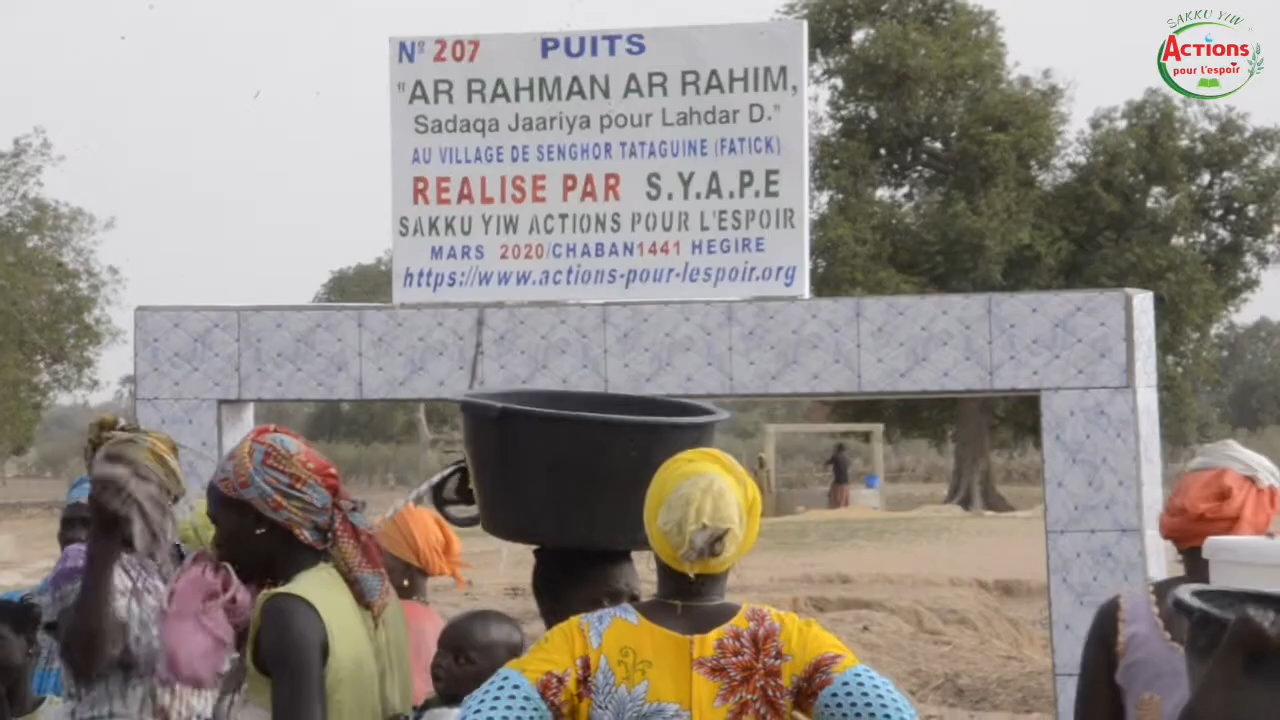 N° 207 PUITS
"AR RAHMAN AR RAHIM,
Sadaqa Jaariya pour Lahdar D."
AU VILLAGE DE SENGHOR TATAGUINE (FATICK)
REALISE PAR S.Y.A.P.E
SAKKU YIW ACTIONS POUR L'ESPOIR
MARS 2020/CHABAN1441 HEGIRE
https://www.actions-pour-lespoir.org
SAKKU YIW
Actions
pour l'espoir